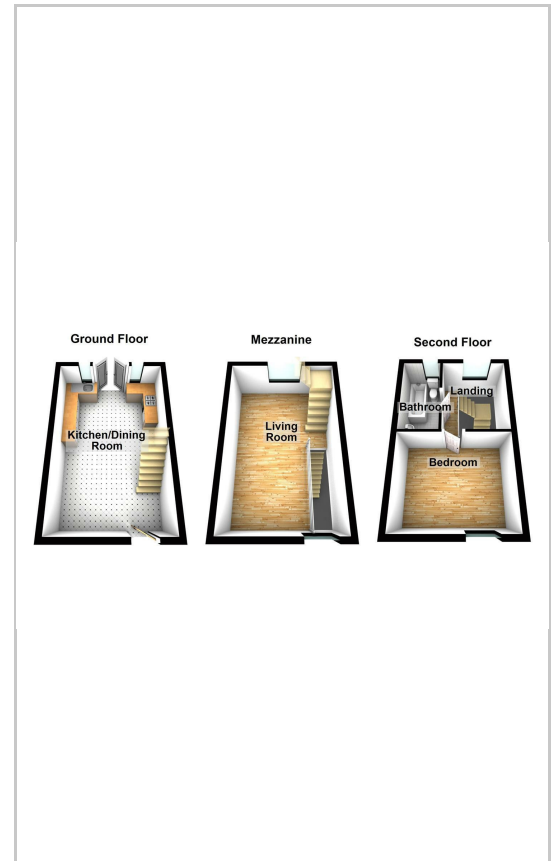 Ground Floor
Kitchen/Dining
Room
Mezzanine
Living
Room
Second Floor
Landing
Bathroom
Bedroom